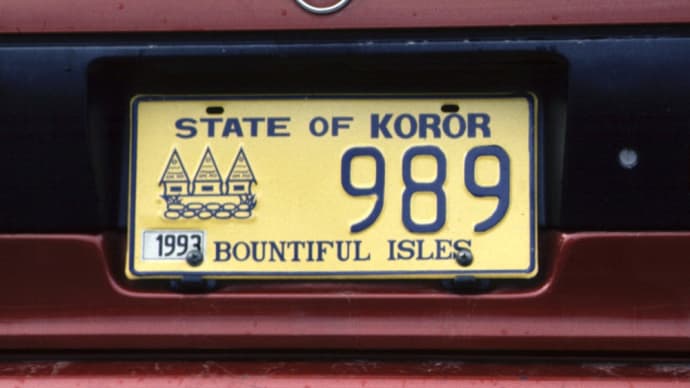 STATE OF KOROR
989
1993
BOUNTIFUL ISLES